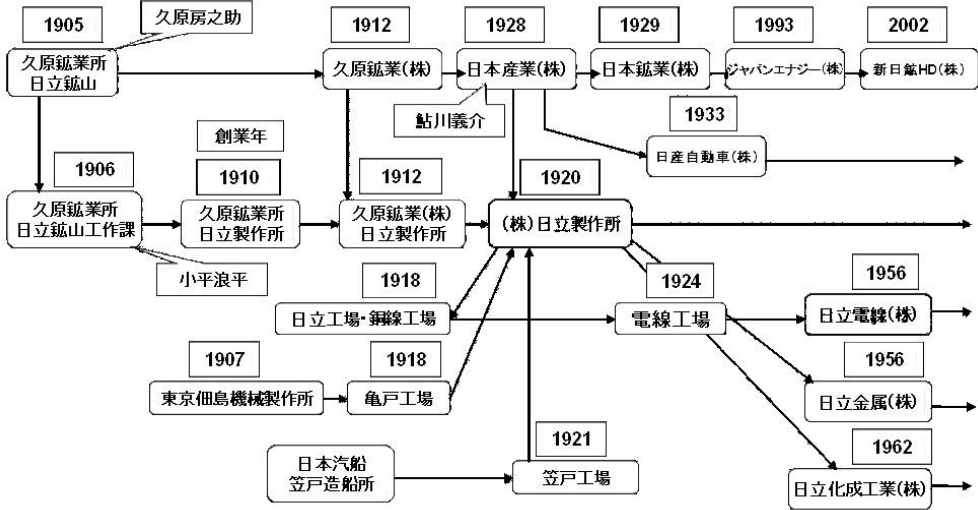 1905
久原房之助
1912
1928
1929
1993
2002
久原鉱業所
日立鉱山
久原鉱業(株)
日本産業(株)
日本鉱業(株)
ジャパンエナジー(株)
新日鉱HD(株)
鮎川義介
1933
日産自動車(株)
創業年
1906
1910
1912
1920
久原鉱業所
日立鉱山工作課
久原鉱業所
日立製作所
久原鉱業(株)
日立製作所
(株)日立製作所
小平浪平
1918
1924
1956
日立工場・銅線工場
電線工場
日立電線(株)
1907
1918
1956
東京佃島機械製作所
亀戸工場
日立金属(株)
1921
1962
日本汽船
笠戸造船所
笠戸工場
日立化成工業(株)